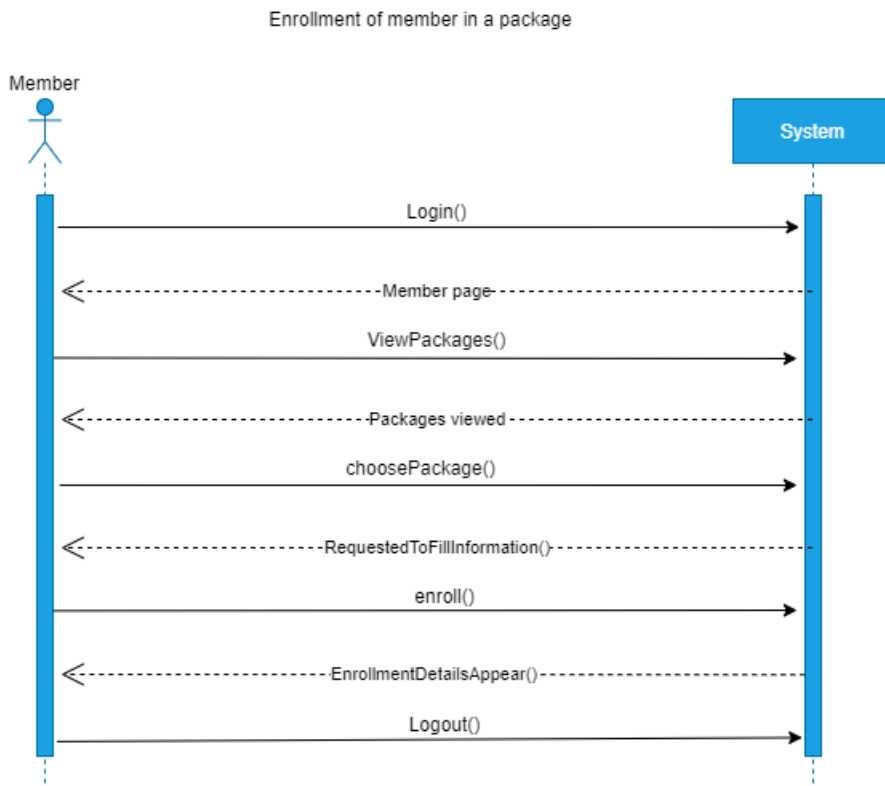 Enrollment of member in a package
Member
System
Login()
Member page
ViewPackages()
Packages viewed
choosePackage()
RequestedToFillInformation()
enroll()
EnrollmentDetailsAppear()
Logout()